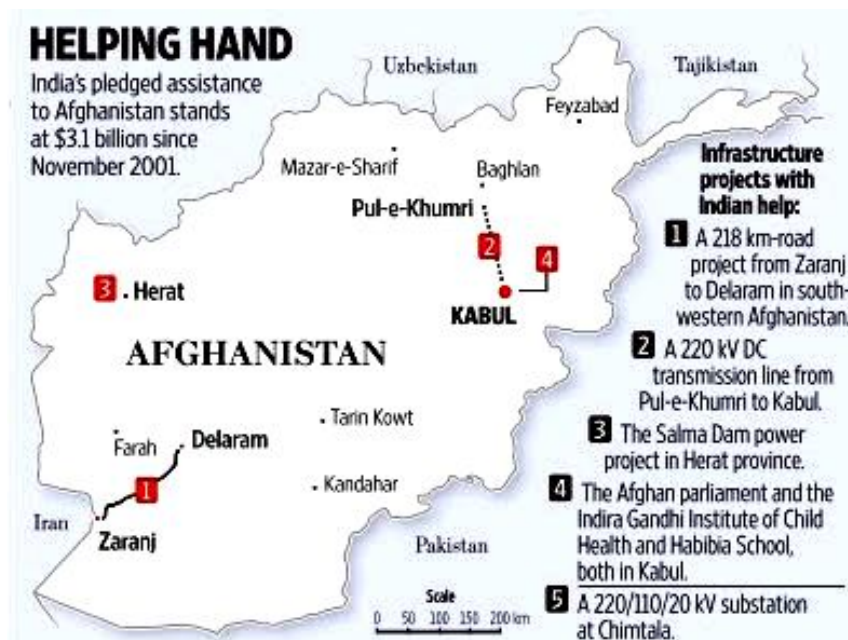 HELPING HAND
India's pledged assistance
to Afghanistan stands
at $3.1 billion since
November 2001.
Uzbekistan
Tajikistan
Feyzabad
Mazar-e-Sharif
Baghlan
Pul-e-Khumri
2
4
3
Herat
KABUL
AFGHANISTAN
Tarin Kowt
Farah
Delaram
1
Kandahar
Iran
Zaranj
Pakistan
Scale
0 50 100 150 200 km
Infrastructure
projects with
Indian help:
1 A 218 km-road
project from Zaranj
to Delaram in south-
western Afghanistan.
2 A 220 kV DC
transmission line from
Pul-e-Khumri to Kabul.
3 The Salma Dam power
project in Herat province.
4 The Afghan parliament and the
Indira Gandhi Institute of Child
Health and Habibia School,
both in Kabul.
5 A 220/110/20 kV substation
at Chimtala.